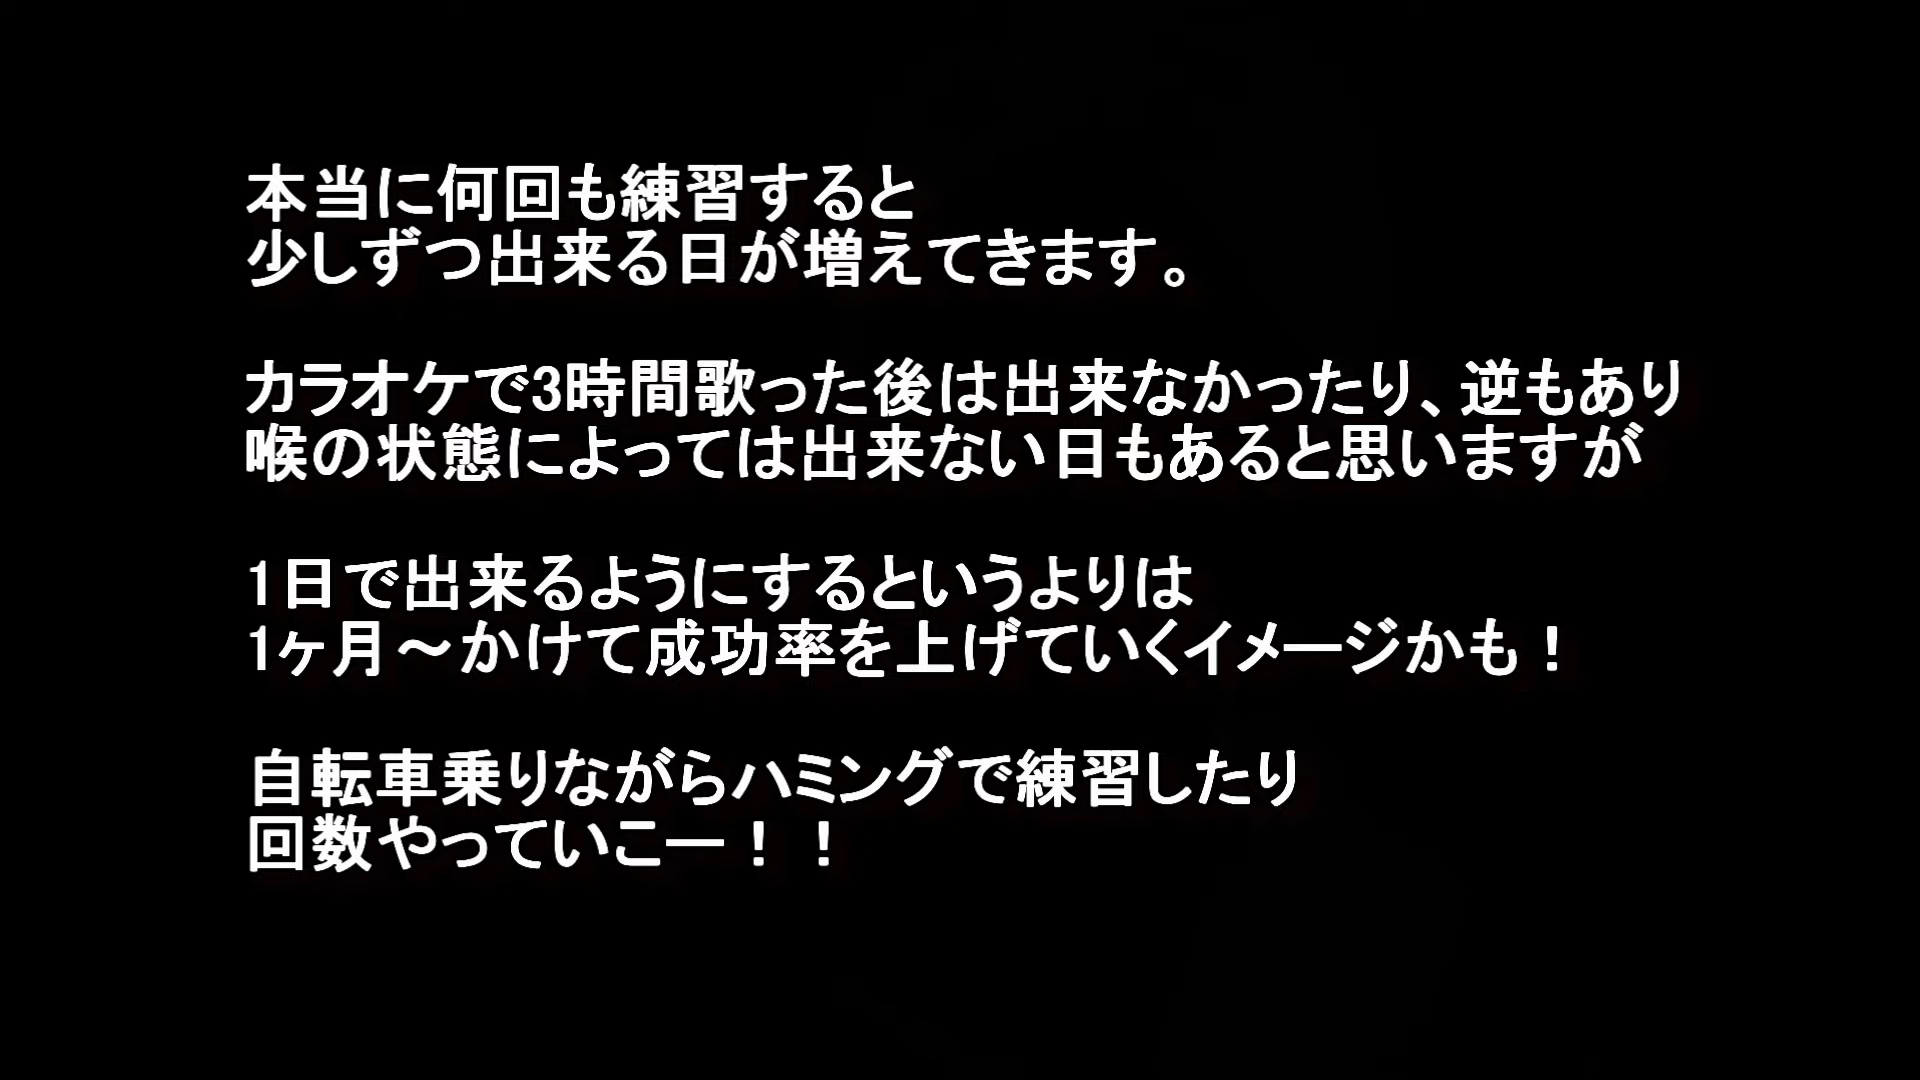 本当に何回も練習すると
少しずつ出来る日が増えてきます。
カラオケで3時間歌った後は出来なかったり、逆もあり
喉の状態によっては出来ない日もあると思いますが
1日で出来るようにするというよりは
1ヶ月～かけて成功率を上げていくイメージかも！
自転車乗りながらハミングで練習したり
回数やっていこー！！